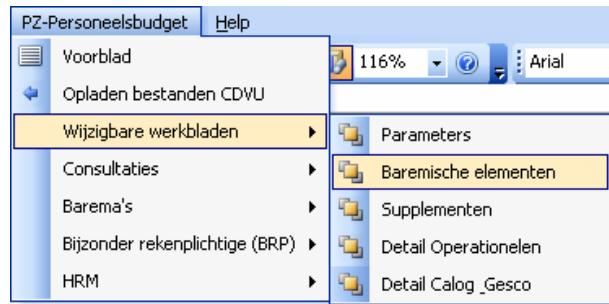 PZ-Personeelsbudget Help
Voorblad
116%
Arial
Opladen bestanden CDVU
Wijzigbare werkbladen
Parameters
Consultaties
Baremische elementen
Barema's
Supplementen
Bijzonder rekenplichtige (BRP)
Detail Operationelen
HRM
Detail Calog _Gesco